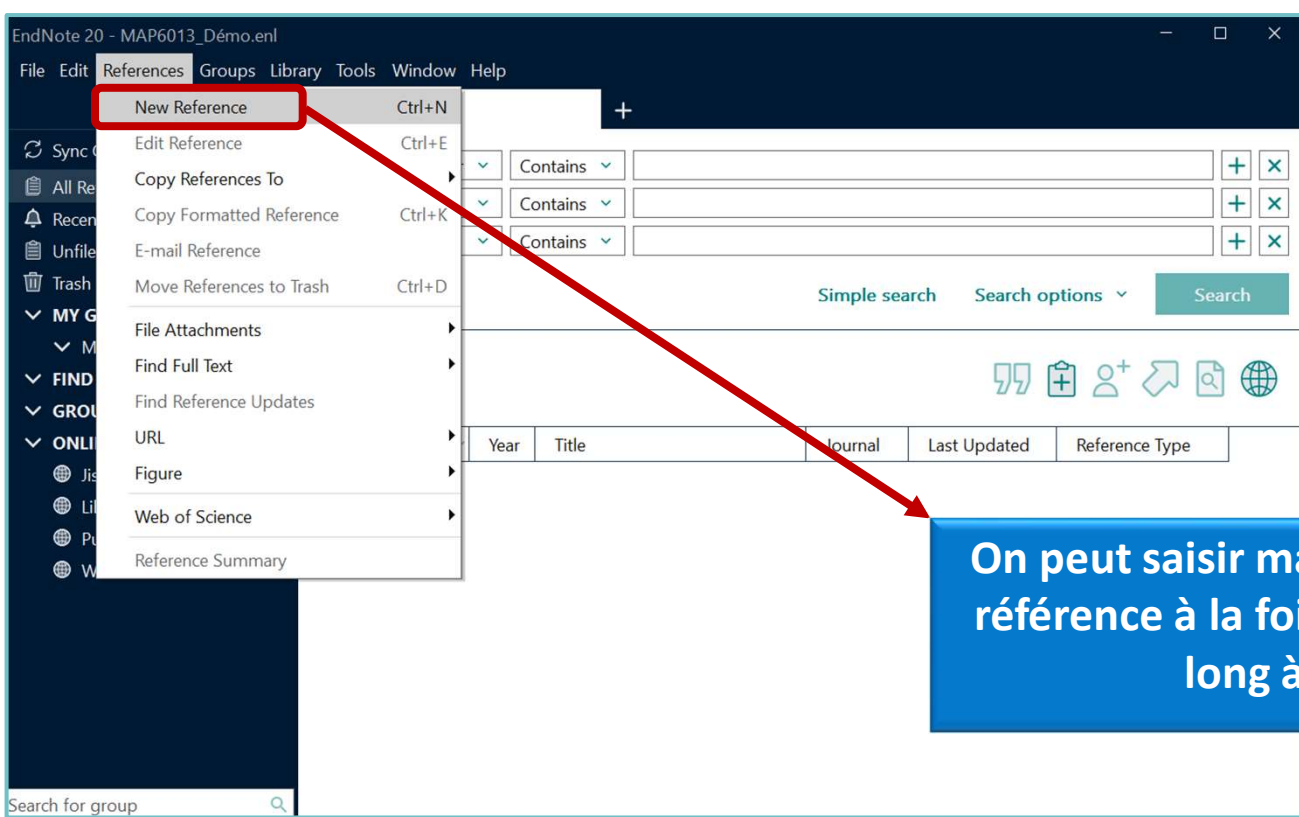 EndNote 20 - MAP6013_Démo.enl
File Edit References Groups Library Tools Window Help
New Reference Ctrl+N
Edit Reference Ctrl+E
Copy References To
Copy Formatted Reference Ctrl+K
E-mail Reference
Move References to Trash Ctrl+D
File Attachments
Find Full Text
Find Reference Updates
URL
Figure
Web of Science
Reference Summary
Sync
All Re
Recen
Unfile
Trash
MY G
M
FIND
GROU
ONLI
Jis
Lil
Pu
W
Contains
Contains
Contains
Simple search Search options Search
Year Title Journal Last Updated Reference Type
On peut saisir ma
référence à la foi
long à
Search for group